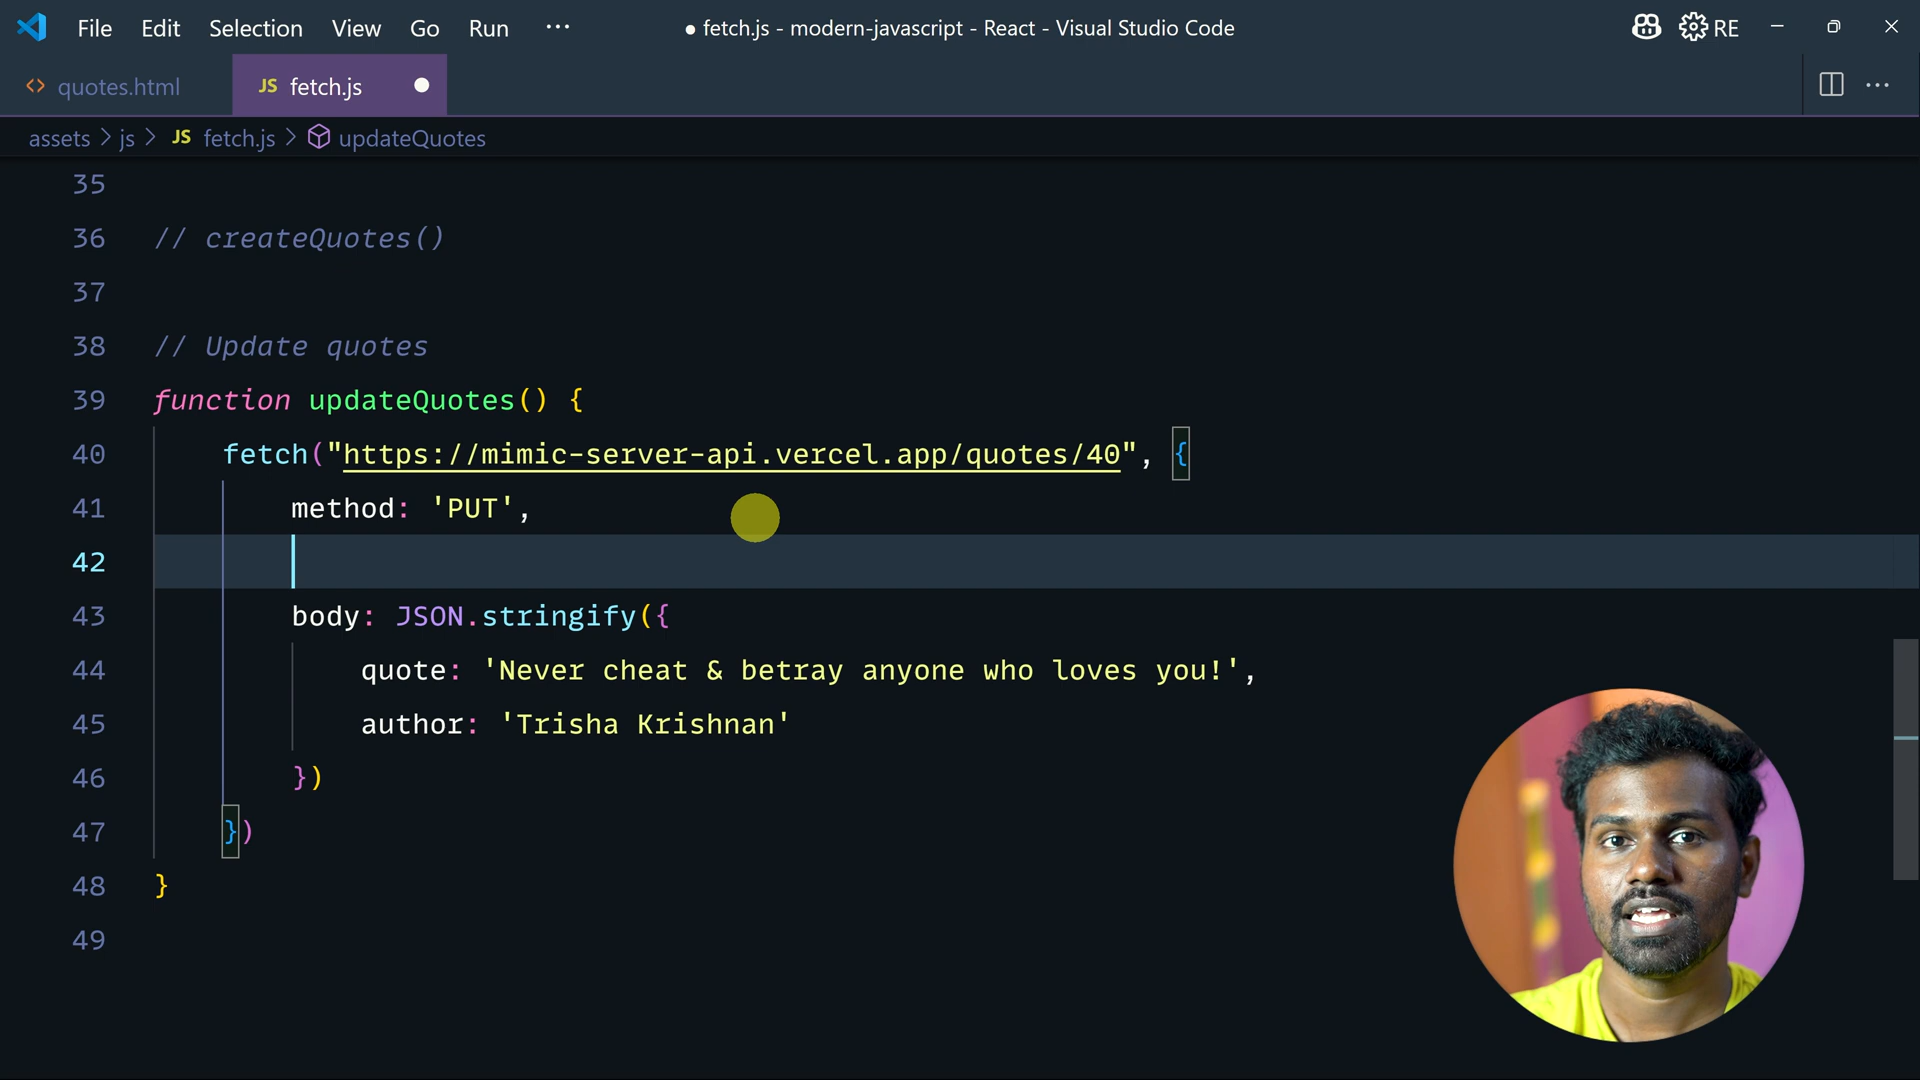 File Edit Selection View Go Run ··· ● fetch.js - modern-javascript - React - Visual Studio Code RE
quotes.html JS fetch.js
assets > js > JS fetch.js > updateQuotes
35
36 // createQuotes()
37
38 // Update quotes
39 function updateQuotes() {
40 fetch("https://mimic-server-api.vercel.app/quotes/40", {
41 method: 'PUT',
42
43 body: JSON.stringify({
44 quote: 'Never cheat & betray anyone who loves you!',
45 author: 'Trisha Krishnan'
46 })
47 })
48 }
49